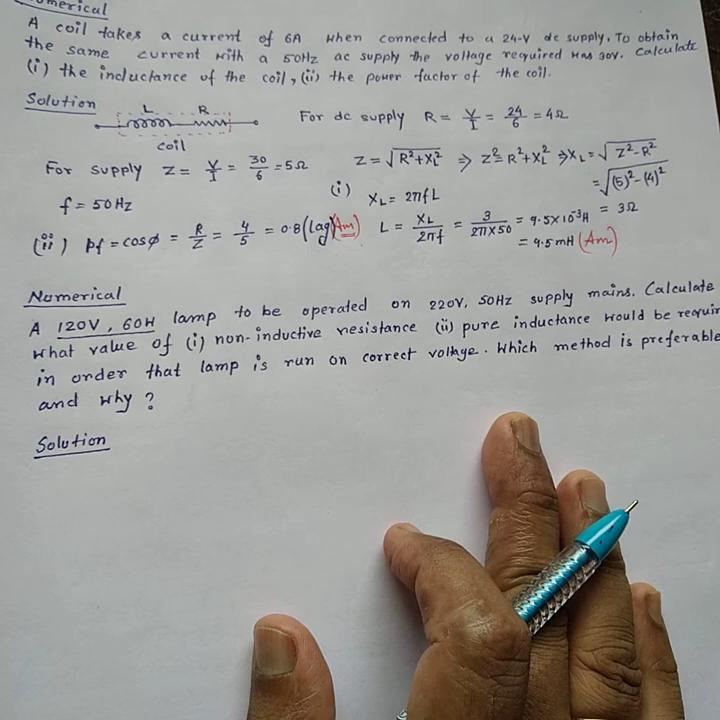 Numerical
A coil takes a current of 6A when connected to a 24-V dc supply. To obtain
the same current with a 50Hz ac supply the voltage required was 30V. Calculate
(i) the inductance of the coil, (ii) the power factor of the coil.
Solution
L R
coil
For dc supply R = V/I = 24/6 = 4Ω
For supply Z = V/I = 30/6 = 5Ω
Z = √(R²+X_L²) ⇒ Z² = R²+X_L² ⇒ X_L = √(Z²-R²)
= √((5)²-(4)²)
= 3Ω
f = 50Hz
(i) X_L = 2πfL
L = X_L/2πf = 3/(2π×50) = 9.5×10⁻³H
= 9.5mH (Ans)
(ii) Pf = cosϕ = R/Z = 4/5 = 0.8 (lag) (Ans)
Numerical
A 120V, 60W lamp to be operated on 220V, 50Hz supply mains. Calculate
what value of (i) non-inductive resistance (ii) pure inductance would be requir
in order that lamp is run on correct voltage. Which method is preferable
and why?
Solution